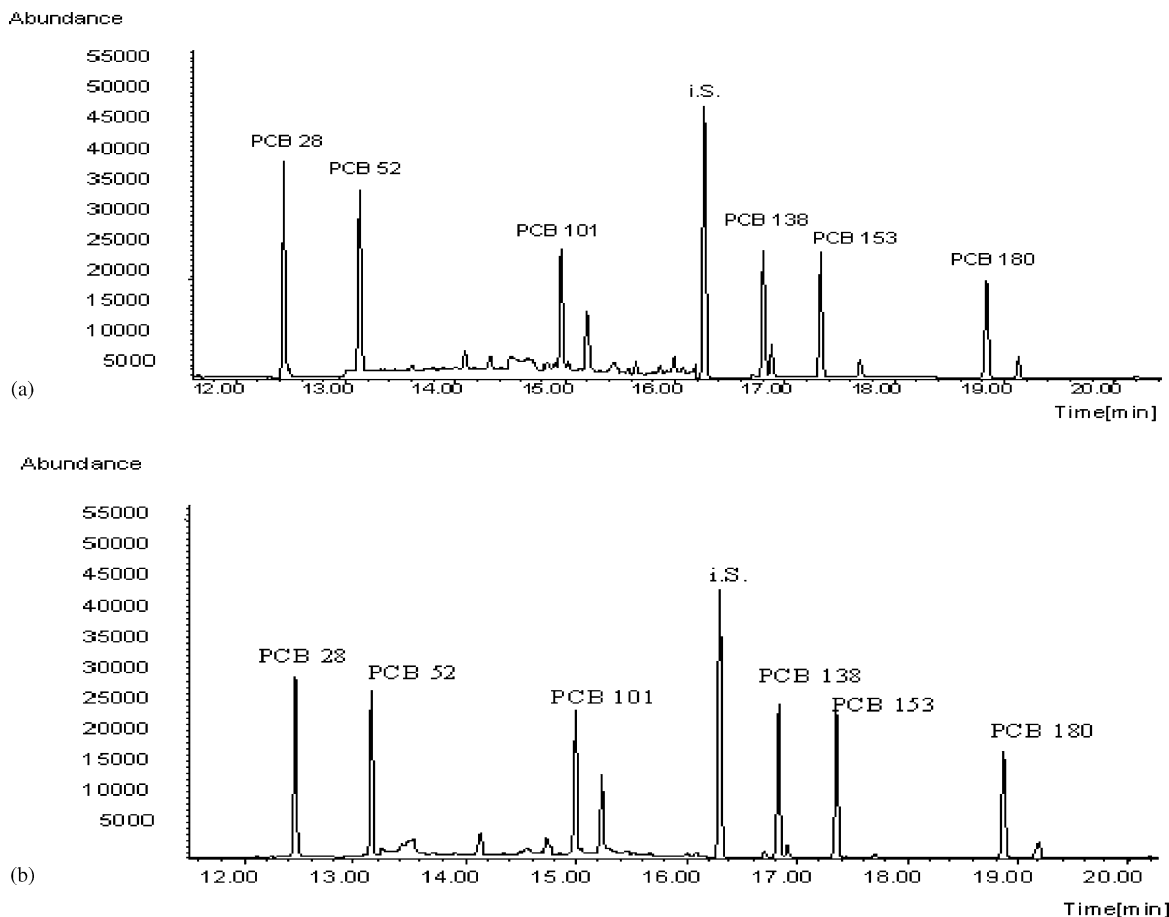 Abundance
55000
50000
45000
40000
35000
30000
25000
20000
15000
10000
5000
i.S.
PCB 28
PCB 52
PCB 101
PCB 138
PCB 153
PCB 180
12.00 13.00 14.00 15.00 16.00 17.00 18.00 19.00 20.00
(a)
Time[min]
Abundance
55000
50000
45000
40000
35000
30000
25000
20000
15000
10000
5000
i.S.
PCB 28
PCB 52
PCB 101
PCB 138
PCB 153
PCB 180
12.00 13.00 14.00 15.00 16.00 17.00 18.00 19.00 20.00
(b)
Time[min]